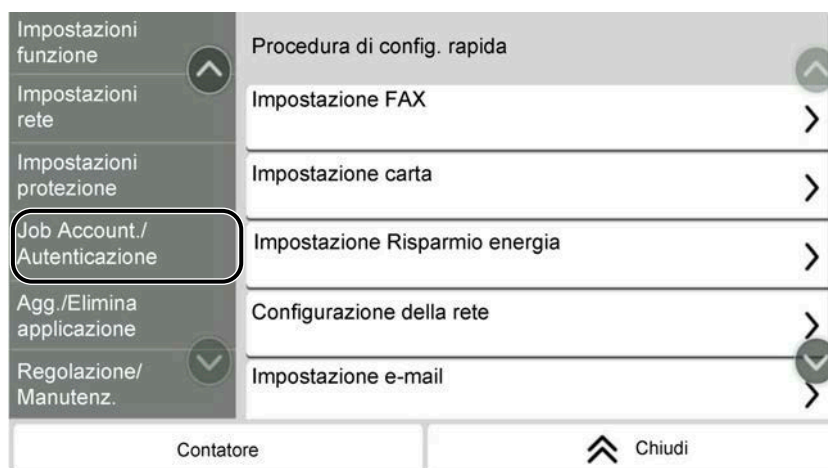 Impostazioni
funzione
Impostazioni
rete
Impostazioni
protezione
Job Account./
Autenticazione
Agg./Elimina
applicazione
Regolazione/
Manutenz.
Procedura di config. rapida
Impostazione FAX
Impostazione carta
Impostazione Risparmio energia
Configurazione della rete
Impostazione e-mail
Contatore
Chiudi